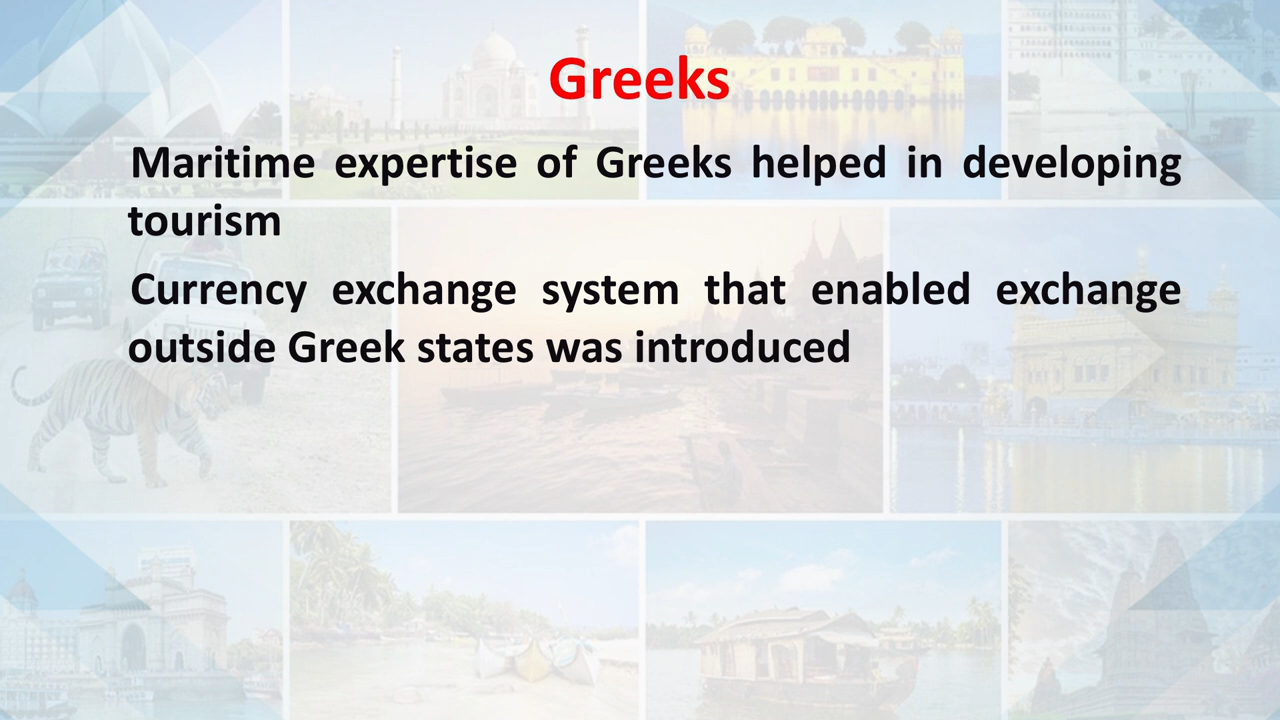 Greeks
Maritime expertise of Greeks helped in developing
tourism
Currency exchange system that enabled exchange
outside Greek states was introduced